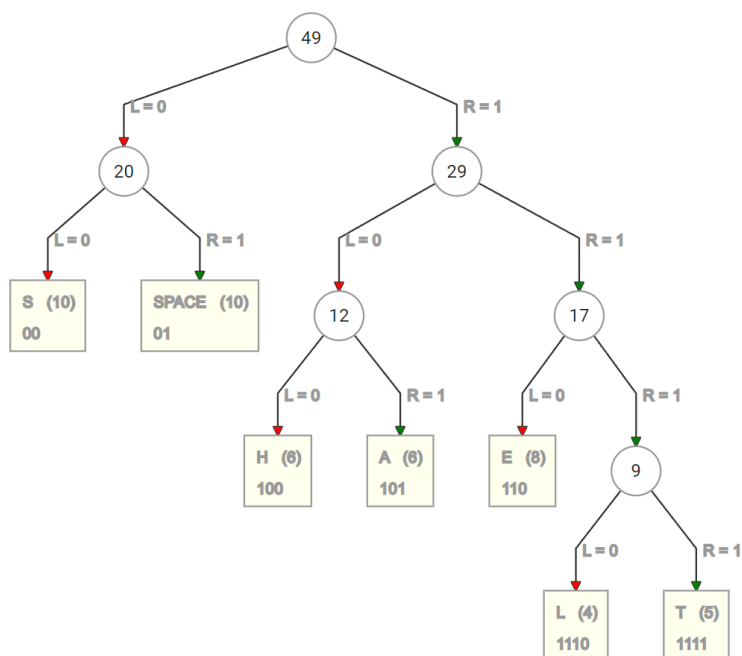 49
L = 0
R = 1
20
29
L = 0
R = 1
L = 0
R = 1
S (10)
00
SPACE (10)
01
12
17
L = 0
R = 1
L = 0
R = 1
H (6)
100
A (6)
101
E (8)
110
9
L = 0
R = 1
L (4)
1110
T (5)
1111